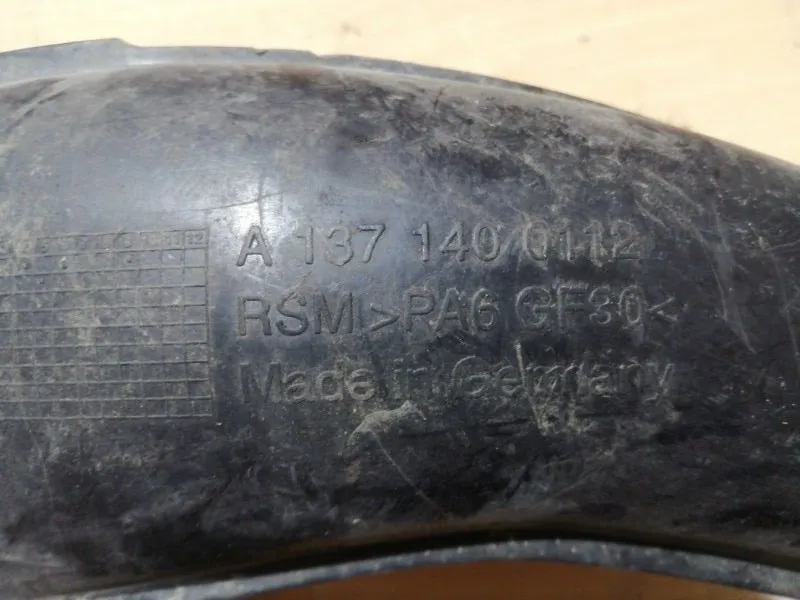 A 137 140 0112
RSM >PA6 GF30<
Made in Germany